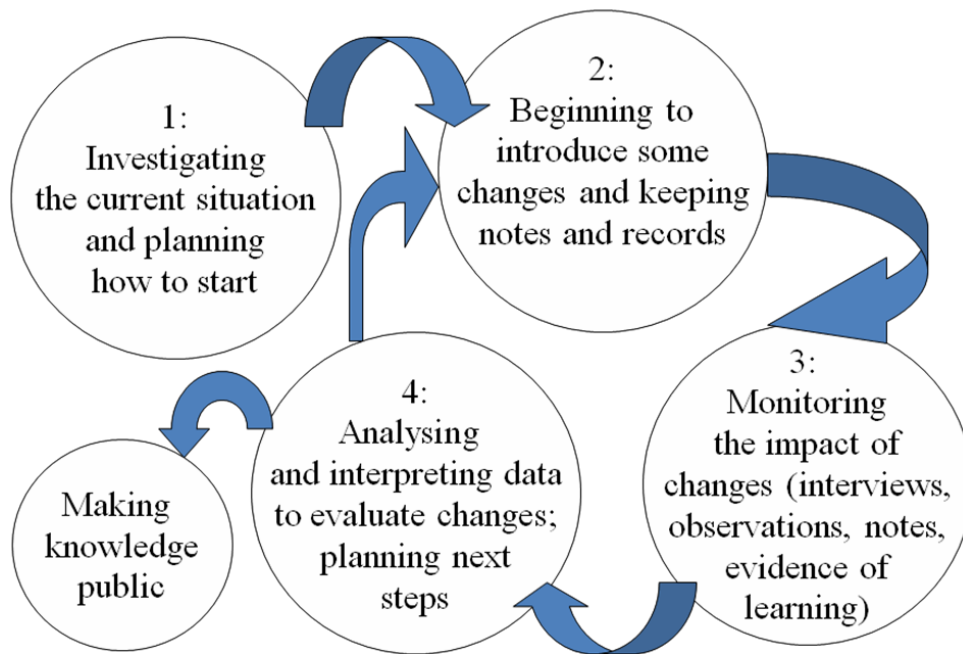 1:
Investigating
the current situation
and planning
how to start
2:
Beginning to
introduce some
changes and keeping
notes and records
3:
Monitoring
the impact of
changes (interviews,
observations, notes,
evidence of
learning)
4:
Analysing
and interpreting data
to evaluate changes;
planning next
steps
Making
knowledge
public